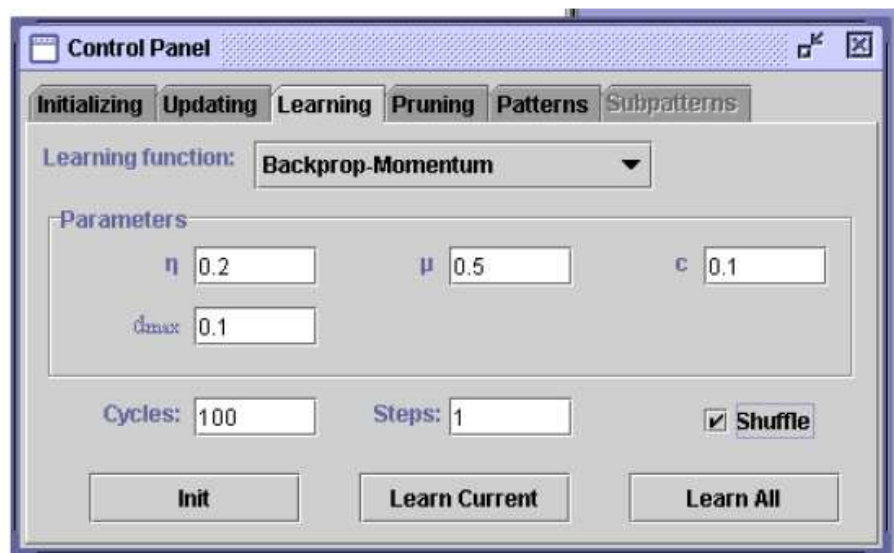 Control Panel
Initializing Updating Learning Pruning Patterns Subpatterns
Learning function: Backprop-Momentum
Parameters
η 0.2 μ 0.5 c 0.1
dmax 0.1
Cycles: 100 Steps: 1 Shuffle
Init Learn Current Learn All